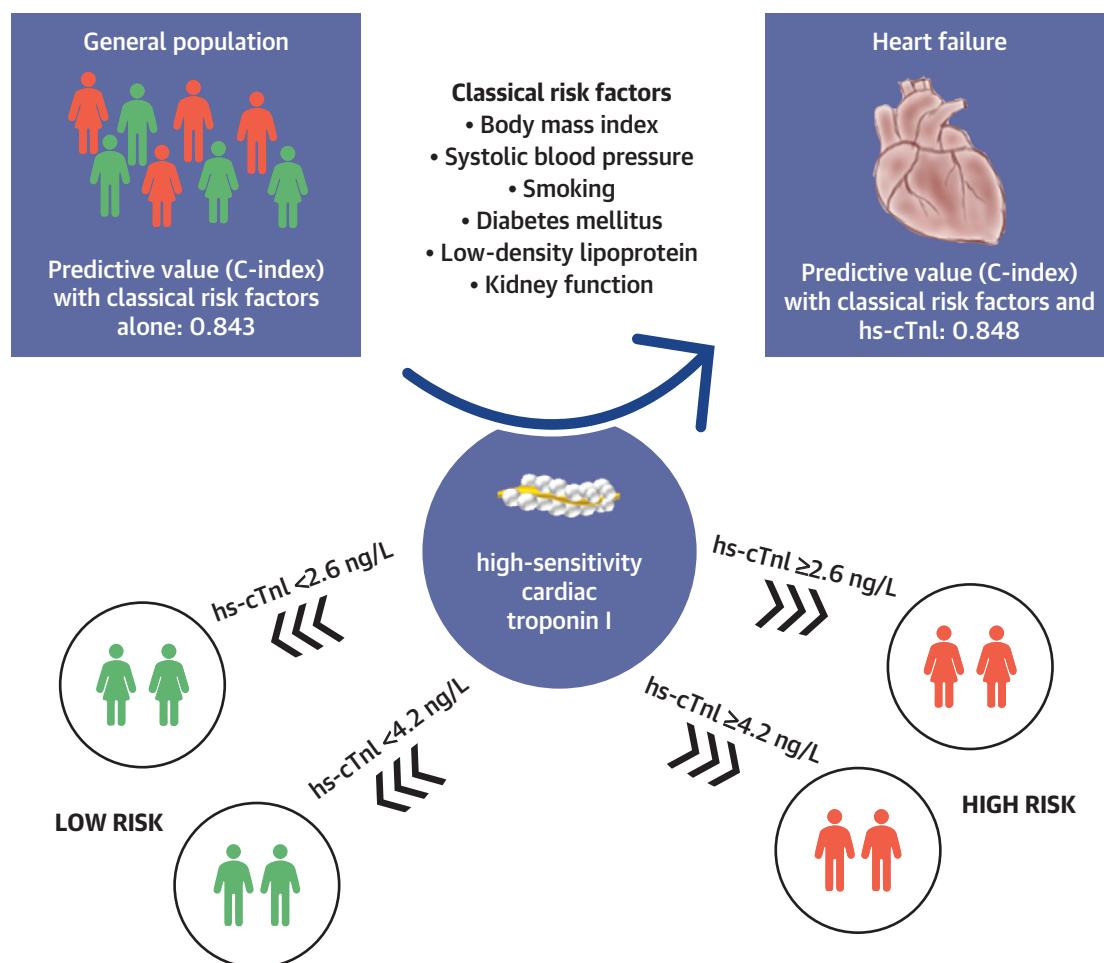 General population
Predictive value (C-index)
with classical risk factors
alone: 0.843
Classical risk factors
• Body mass index
• Systolic blood pressure
• Smoking
• Diabetes mellitus
• Low-density lipoprotein
• Kidney function
Heart failure
Predictive value (C-index)
with classical risk factors and
hs-cTnI: 0.848
high-sensitivity
cardiac
troponin I
hs-cTnI <2.6 ng/L
hs-cTnI ≥2.6 ng/L
hs-cTnI <4.2 ng/L
hs-cTnI ≥4.2 ng/L
LOW RISK
HIGH RISK